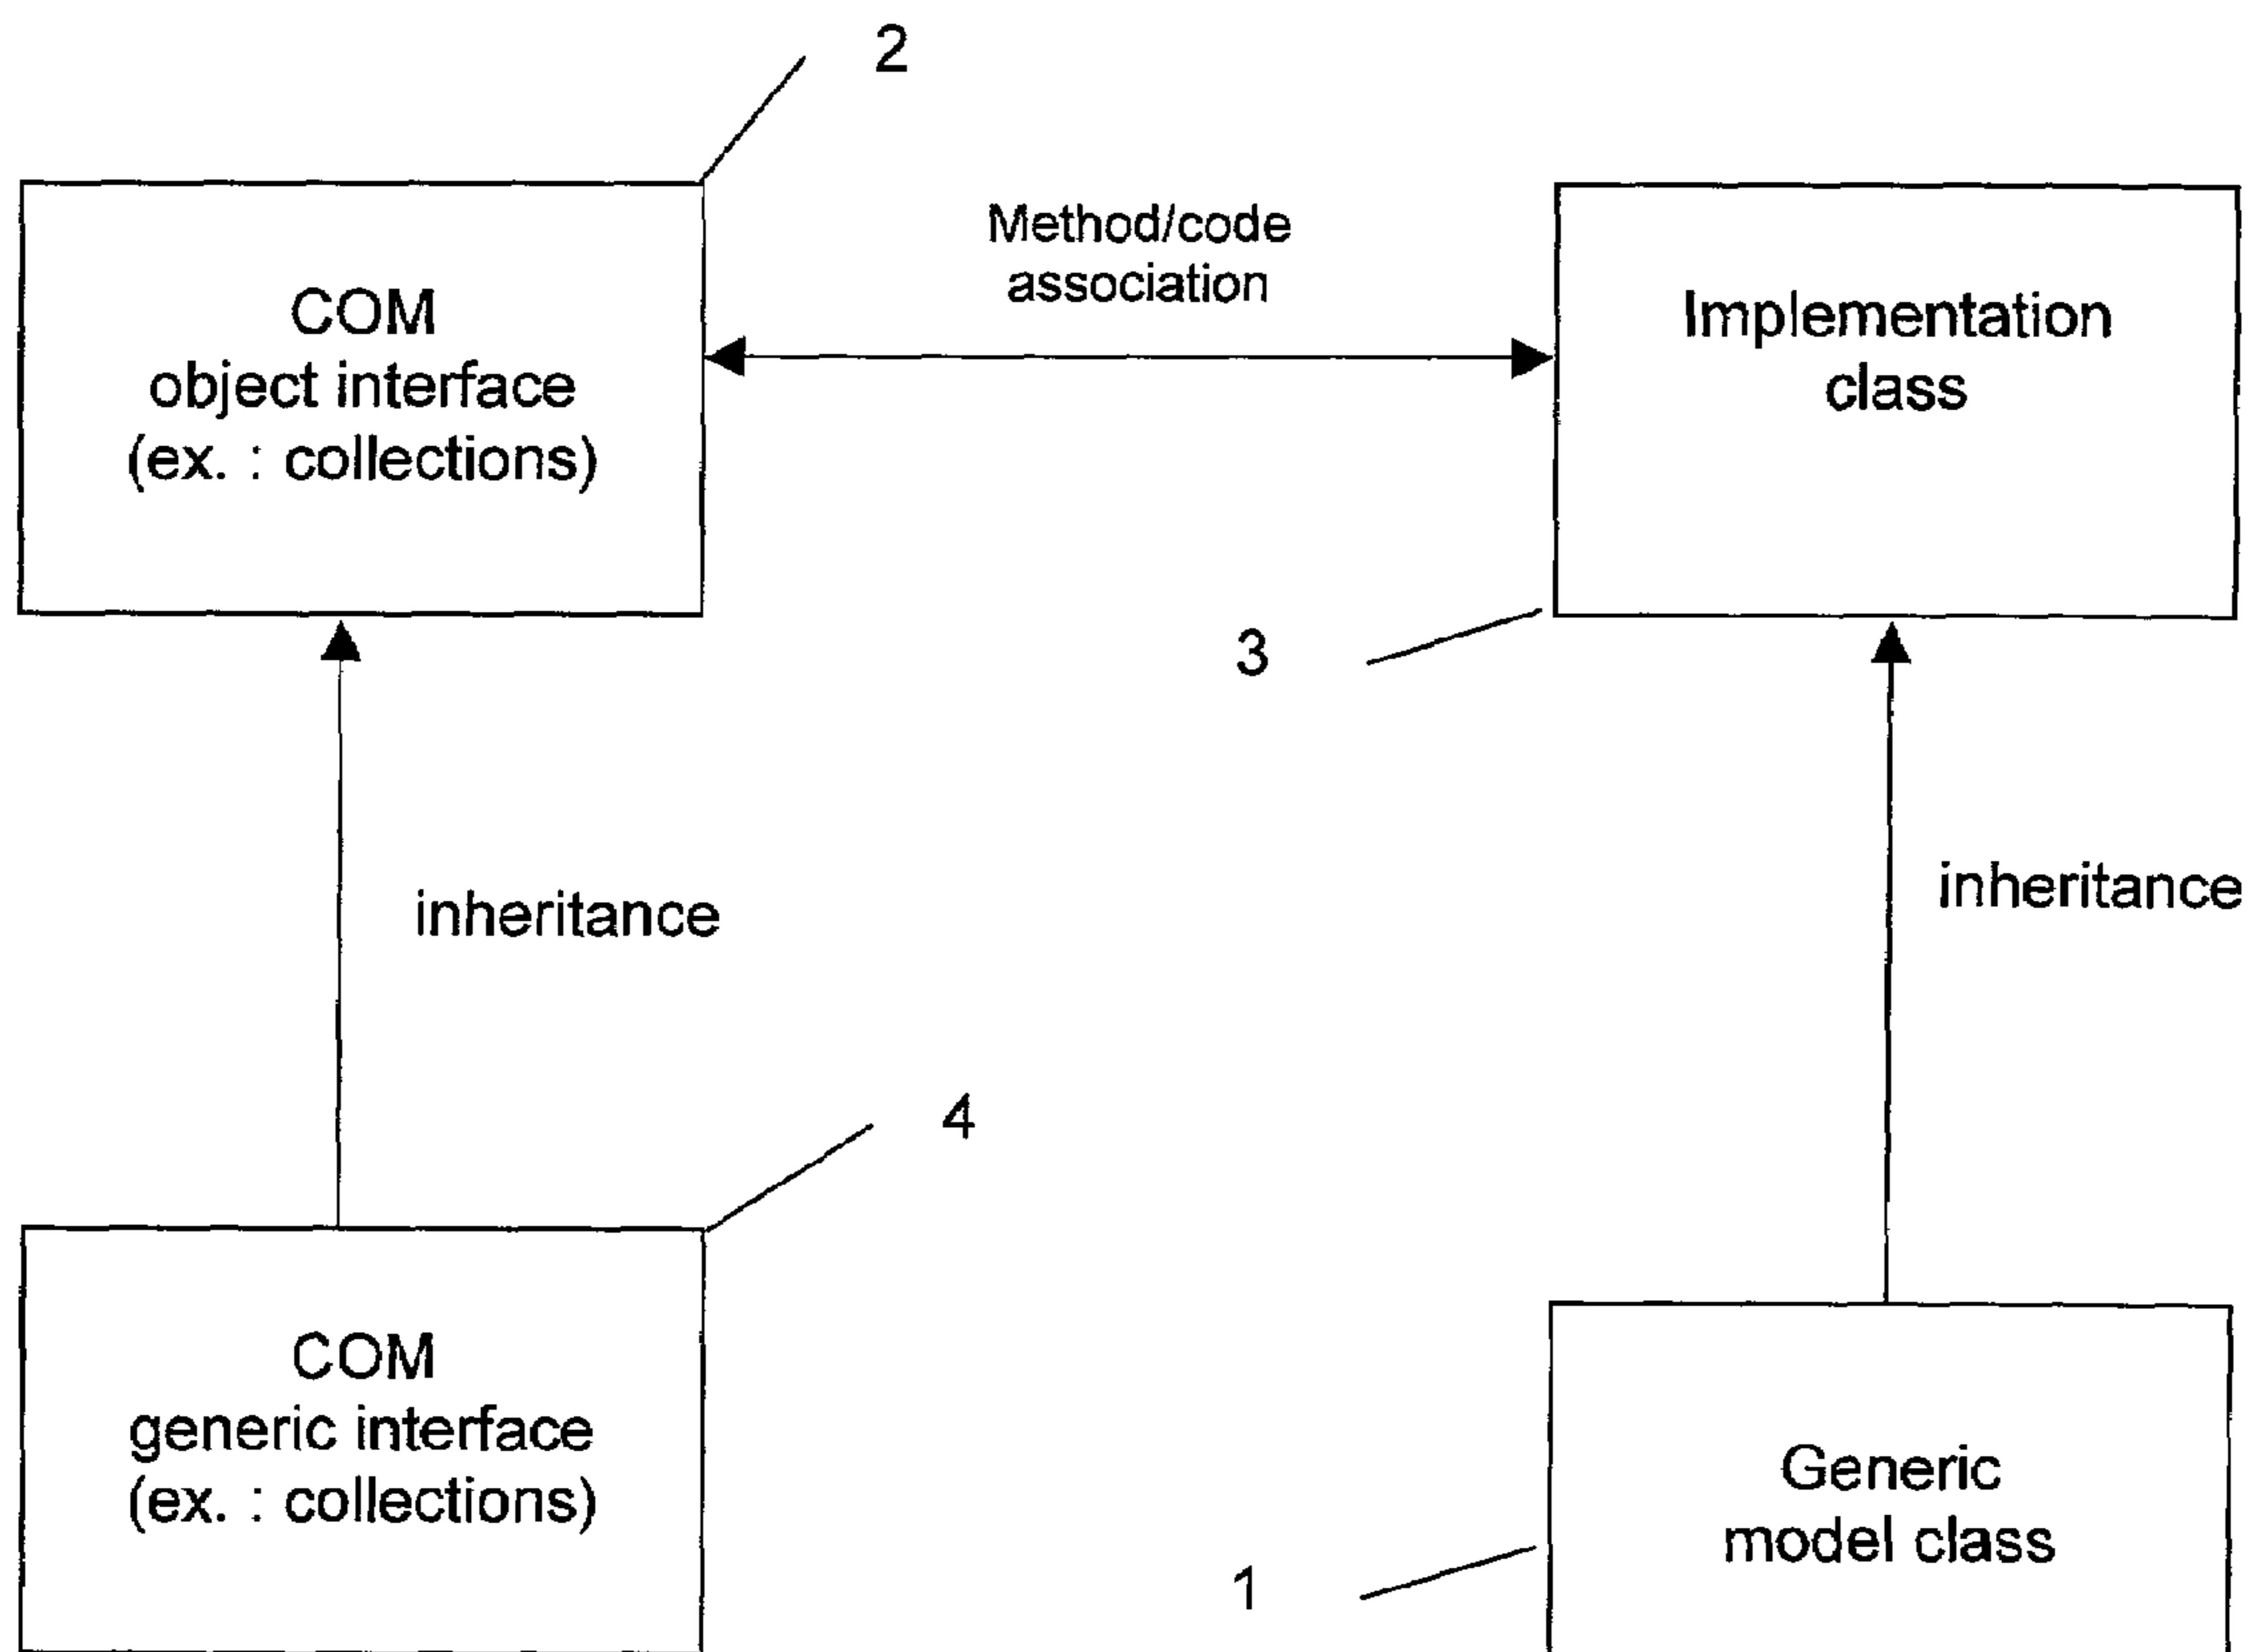 2
COM
object interface
(ex. : collections)
Method/code
association
Implementation
class
3
inheritance
inheritance
4
COM
generic interface
(ex. : collections)
Generic
model class
1